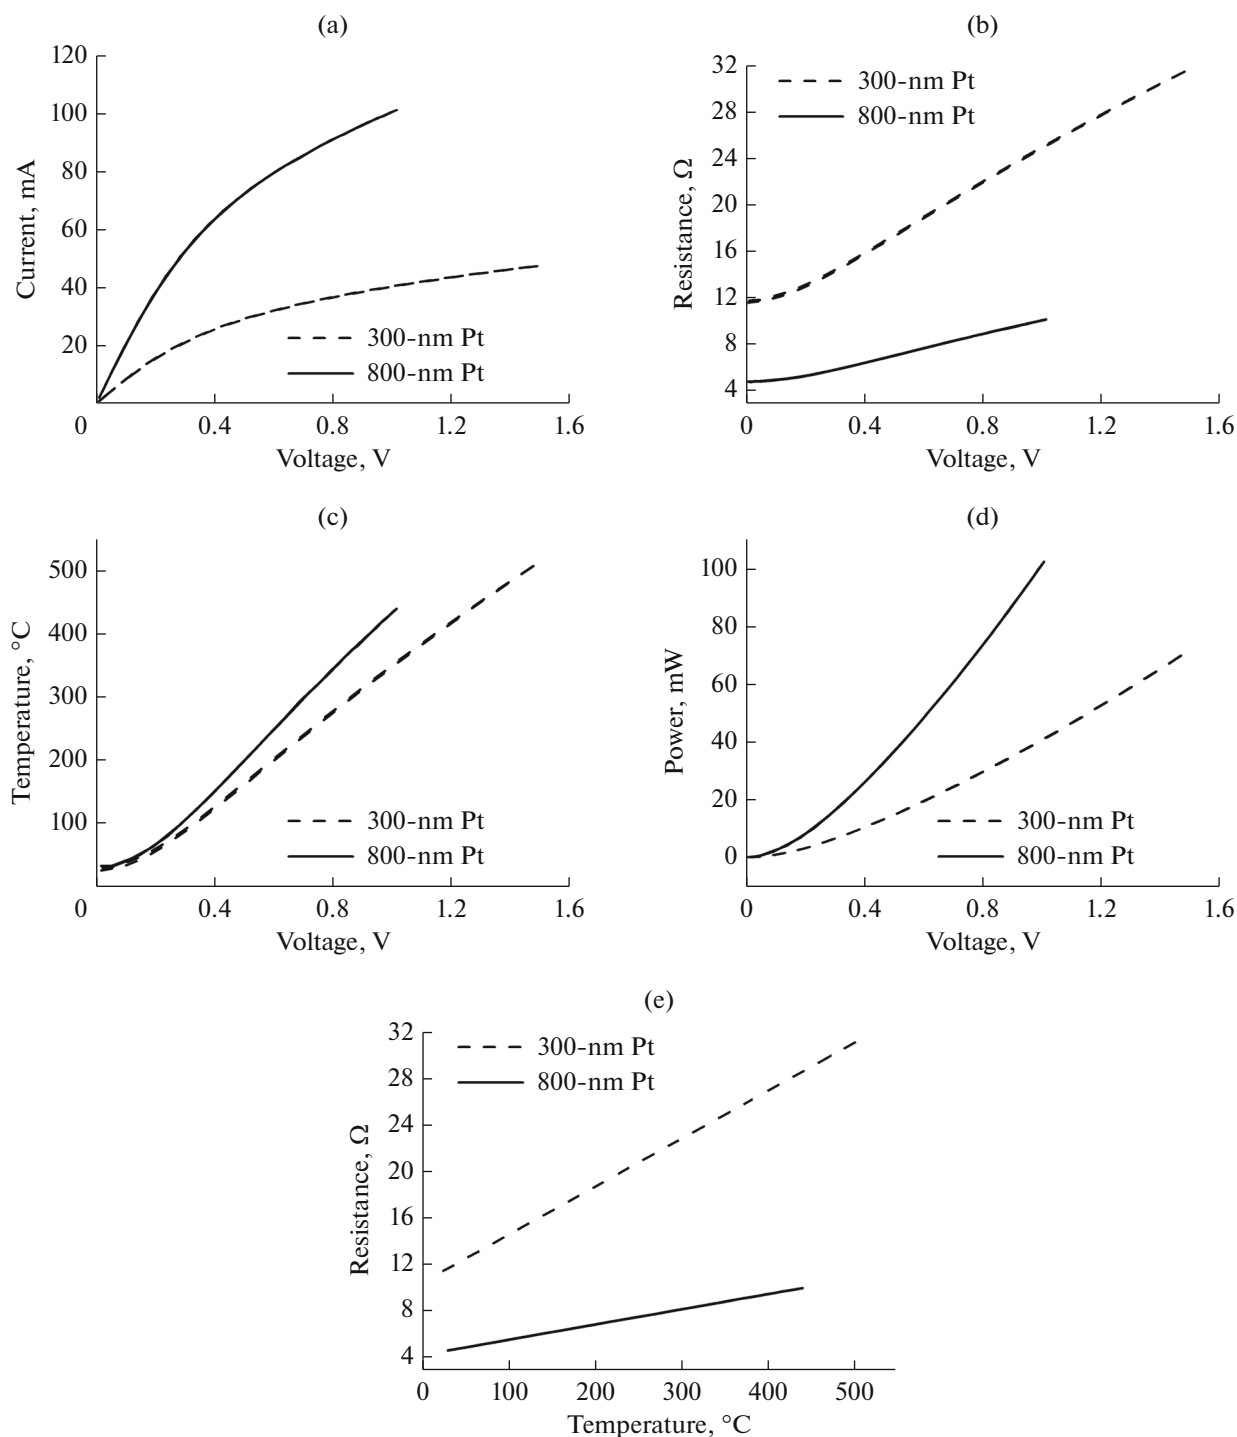 (a)
120
100
80
60
40
20
Current, mA
300-nm Pt
800-nm Pt
0 0.4 0.8 1.2 1.6
Voltage, V
(b)
32
28
24
20
16
12
8
4
Resistance, Ω
300-nm Pt
800-nm Pt
0 0.4 0.8 1.2 1.6
Voltage, V
(c)
500
400
300
200
100
Temperature, °C
300-nm Pt
800-nm Pt
0 0.4 0.8 1.2 1.6
Voltage, V
(d)
100
80
60
40
20
0
Power, mW
300-nm Pt
800-nm Pt
0 0.4 0.8 1.2 1.6
Voltage, V
(e)
32
28
24
20
16
12
8
4
Resistance, Ω
300-nm Pt
800-nm Pt
0 100 200 300 400 500
Temperature, °C